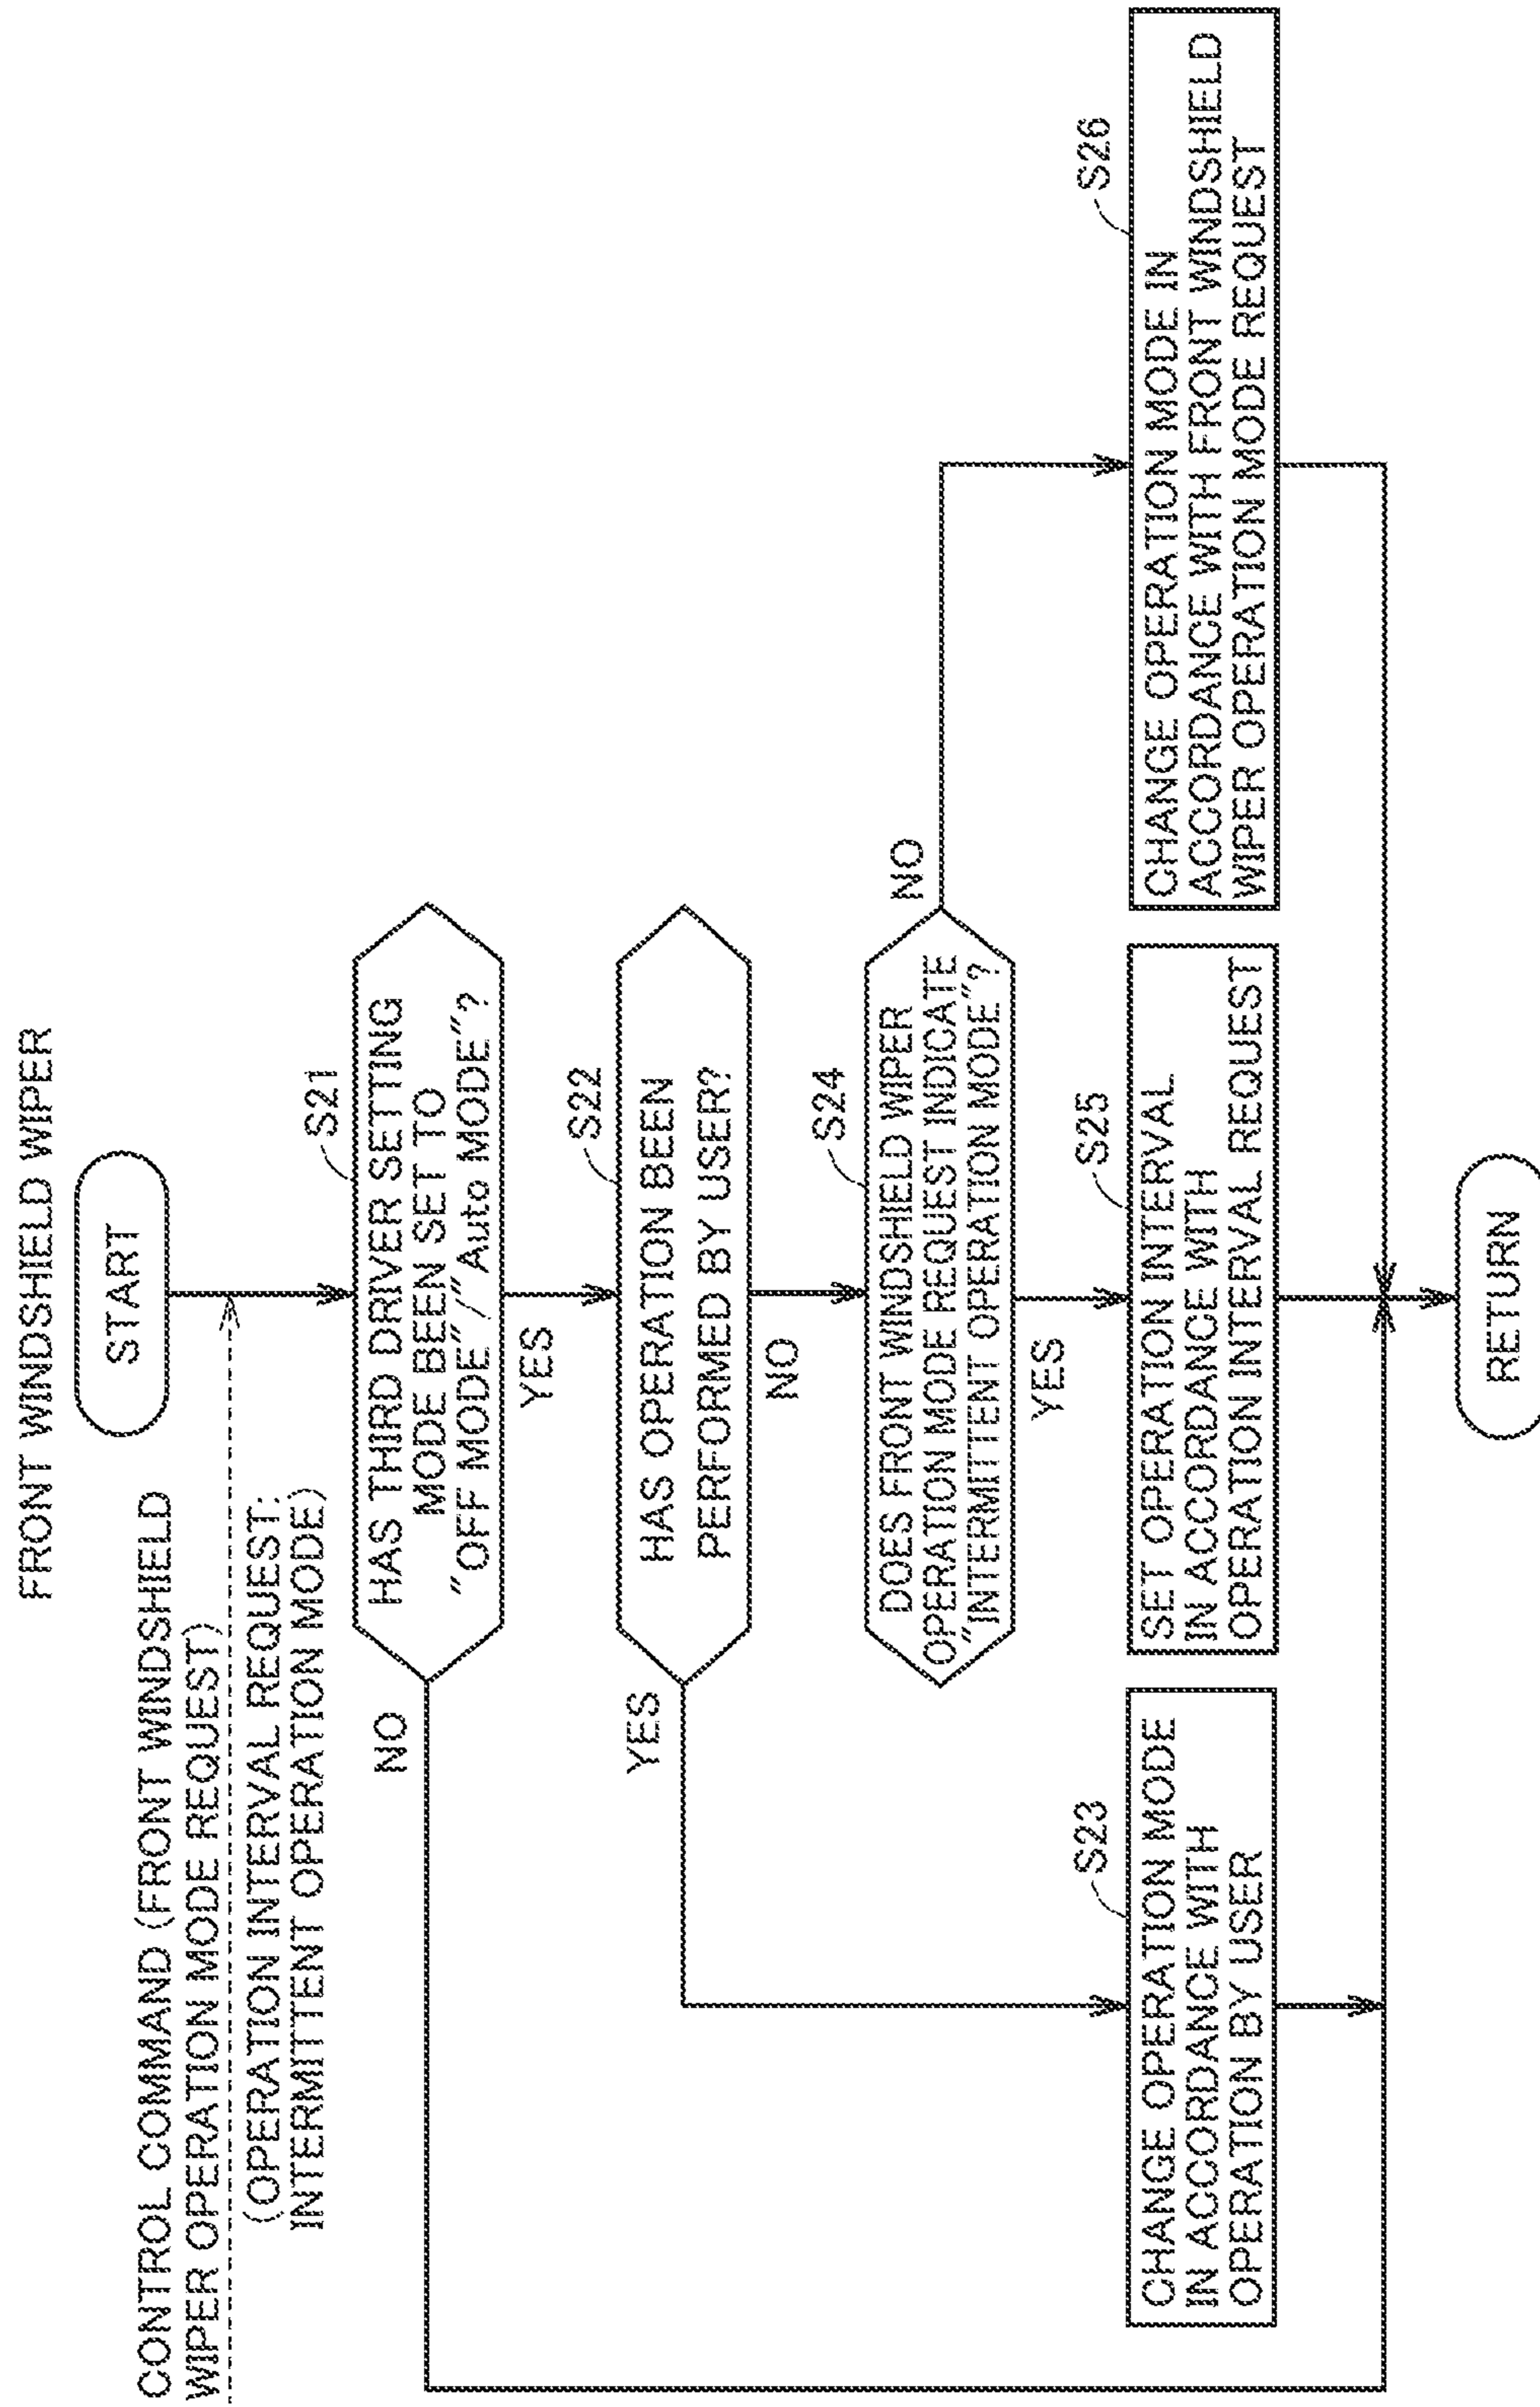 FRONT WINDSHIELD WIPER
START
CONTROL COMMAND (FRONT WINDSHIELD
WIPER OPERATION MODE REQUEST)
(OPERATION INTERVAL REQUEST:
INTERMITTENT OPERATION MODE)
S21
HAS THIRD DRIVER SETTING
MODE BEEN SET TO
"OFF MODE"/"Auto MODE"?
NO
YES
S22
HAS OPERATION BEEN
PERFORMED BY USER?
YES
NO
S24
DOES FRONT WINDSHIELD WIPER
OPERATION MODE REQUEST INDICATE
"INTERMITTENT OPERATION MODE"?
NO
YES
S23
CHANGE OPERATION MODE
IN ACCORDANCE WITH
OPERATION BY USER
S25
SET OPERATION INTERVAL
IN ACCORDANCE WITH
OPERATION INTERVAL REQUEST
S26
CHANGE OPERATION MODE IN
ACCORDANCE WITH FRONT WINDSHIELD
WIPER OPERATION MODE REQUEST
RETURN